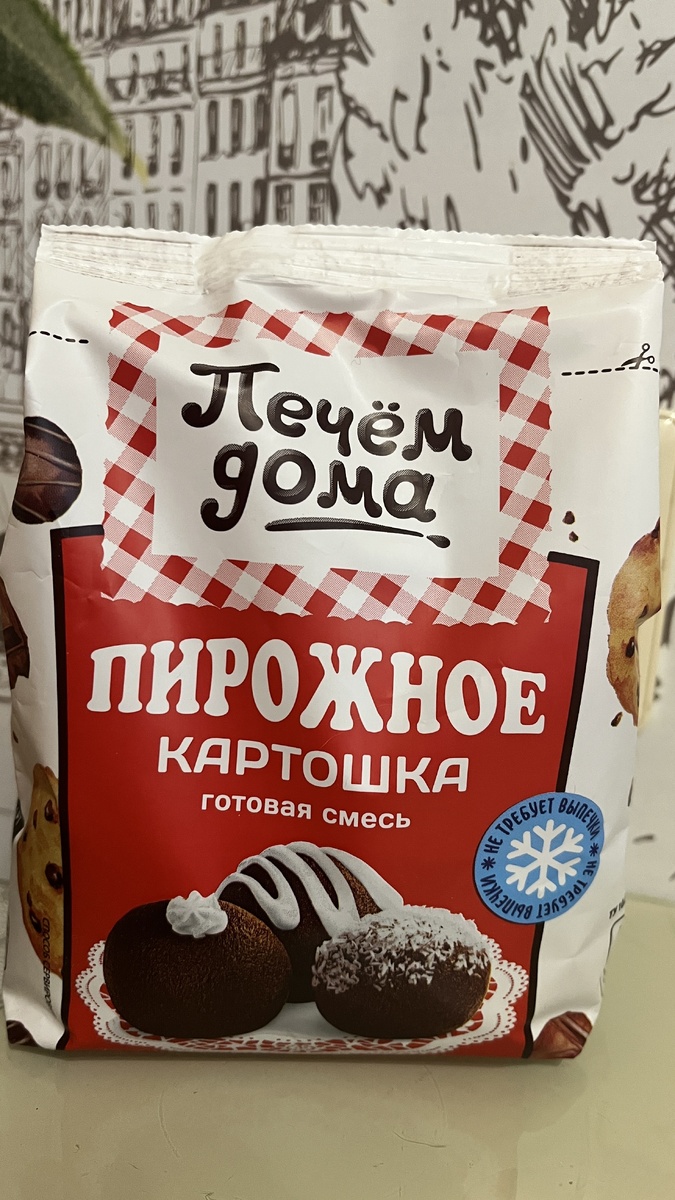 Печём
дома
ПИРОЖНОЕ
КАРТОШКА
готовая смесь
НЕ ТРЕБУЕТ ВЫПЕЧКИ * НЕ ТРЕБУЕТ ВЫПЕЧКИ *